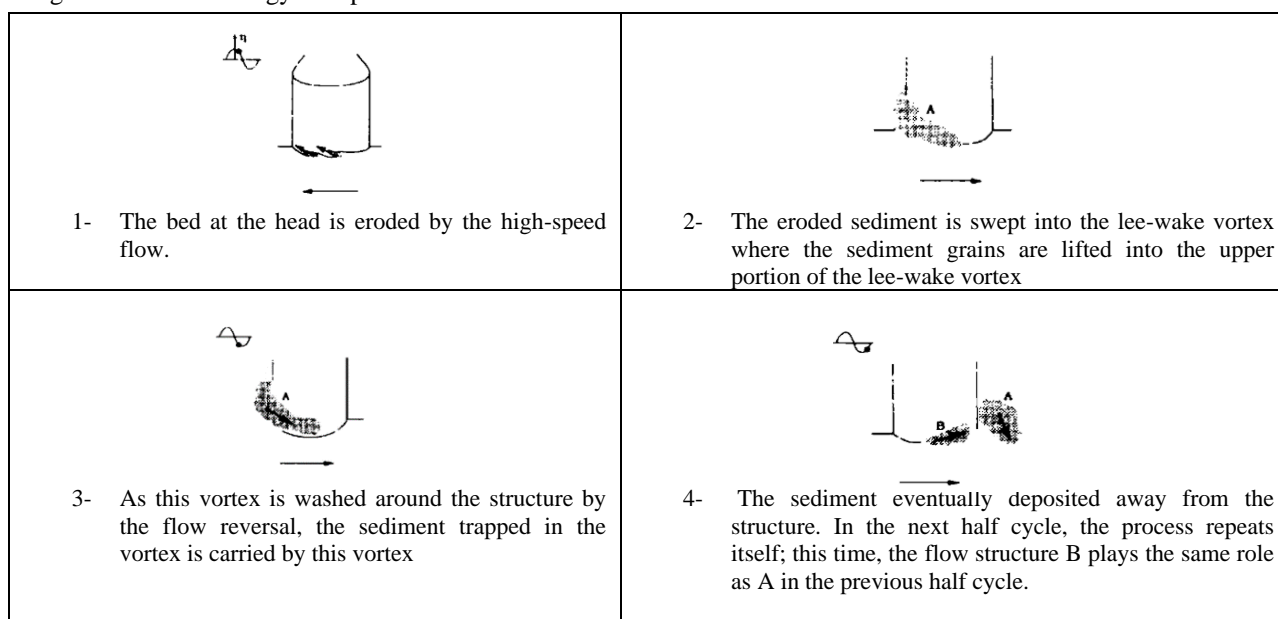 η
1- The bed at the head is eroded by the high-speed
flow.
A
2- The eroded sediment is swept into the lee-wake vortex
where the sediment grains are lifted into the upper
portion of the lee-wake vortex
A
3- As this vortex is washed around the structure by
the flow reversal, the sediment trapped in the
vortex is carried by this vortex
A
B
4- The sediment eventually deposited away from the
structure. In the next half cycle, the process repeats
itself; this time, the flow structure B plays the same role
as A in the previous half cycle.